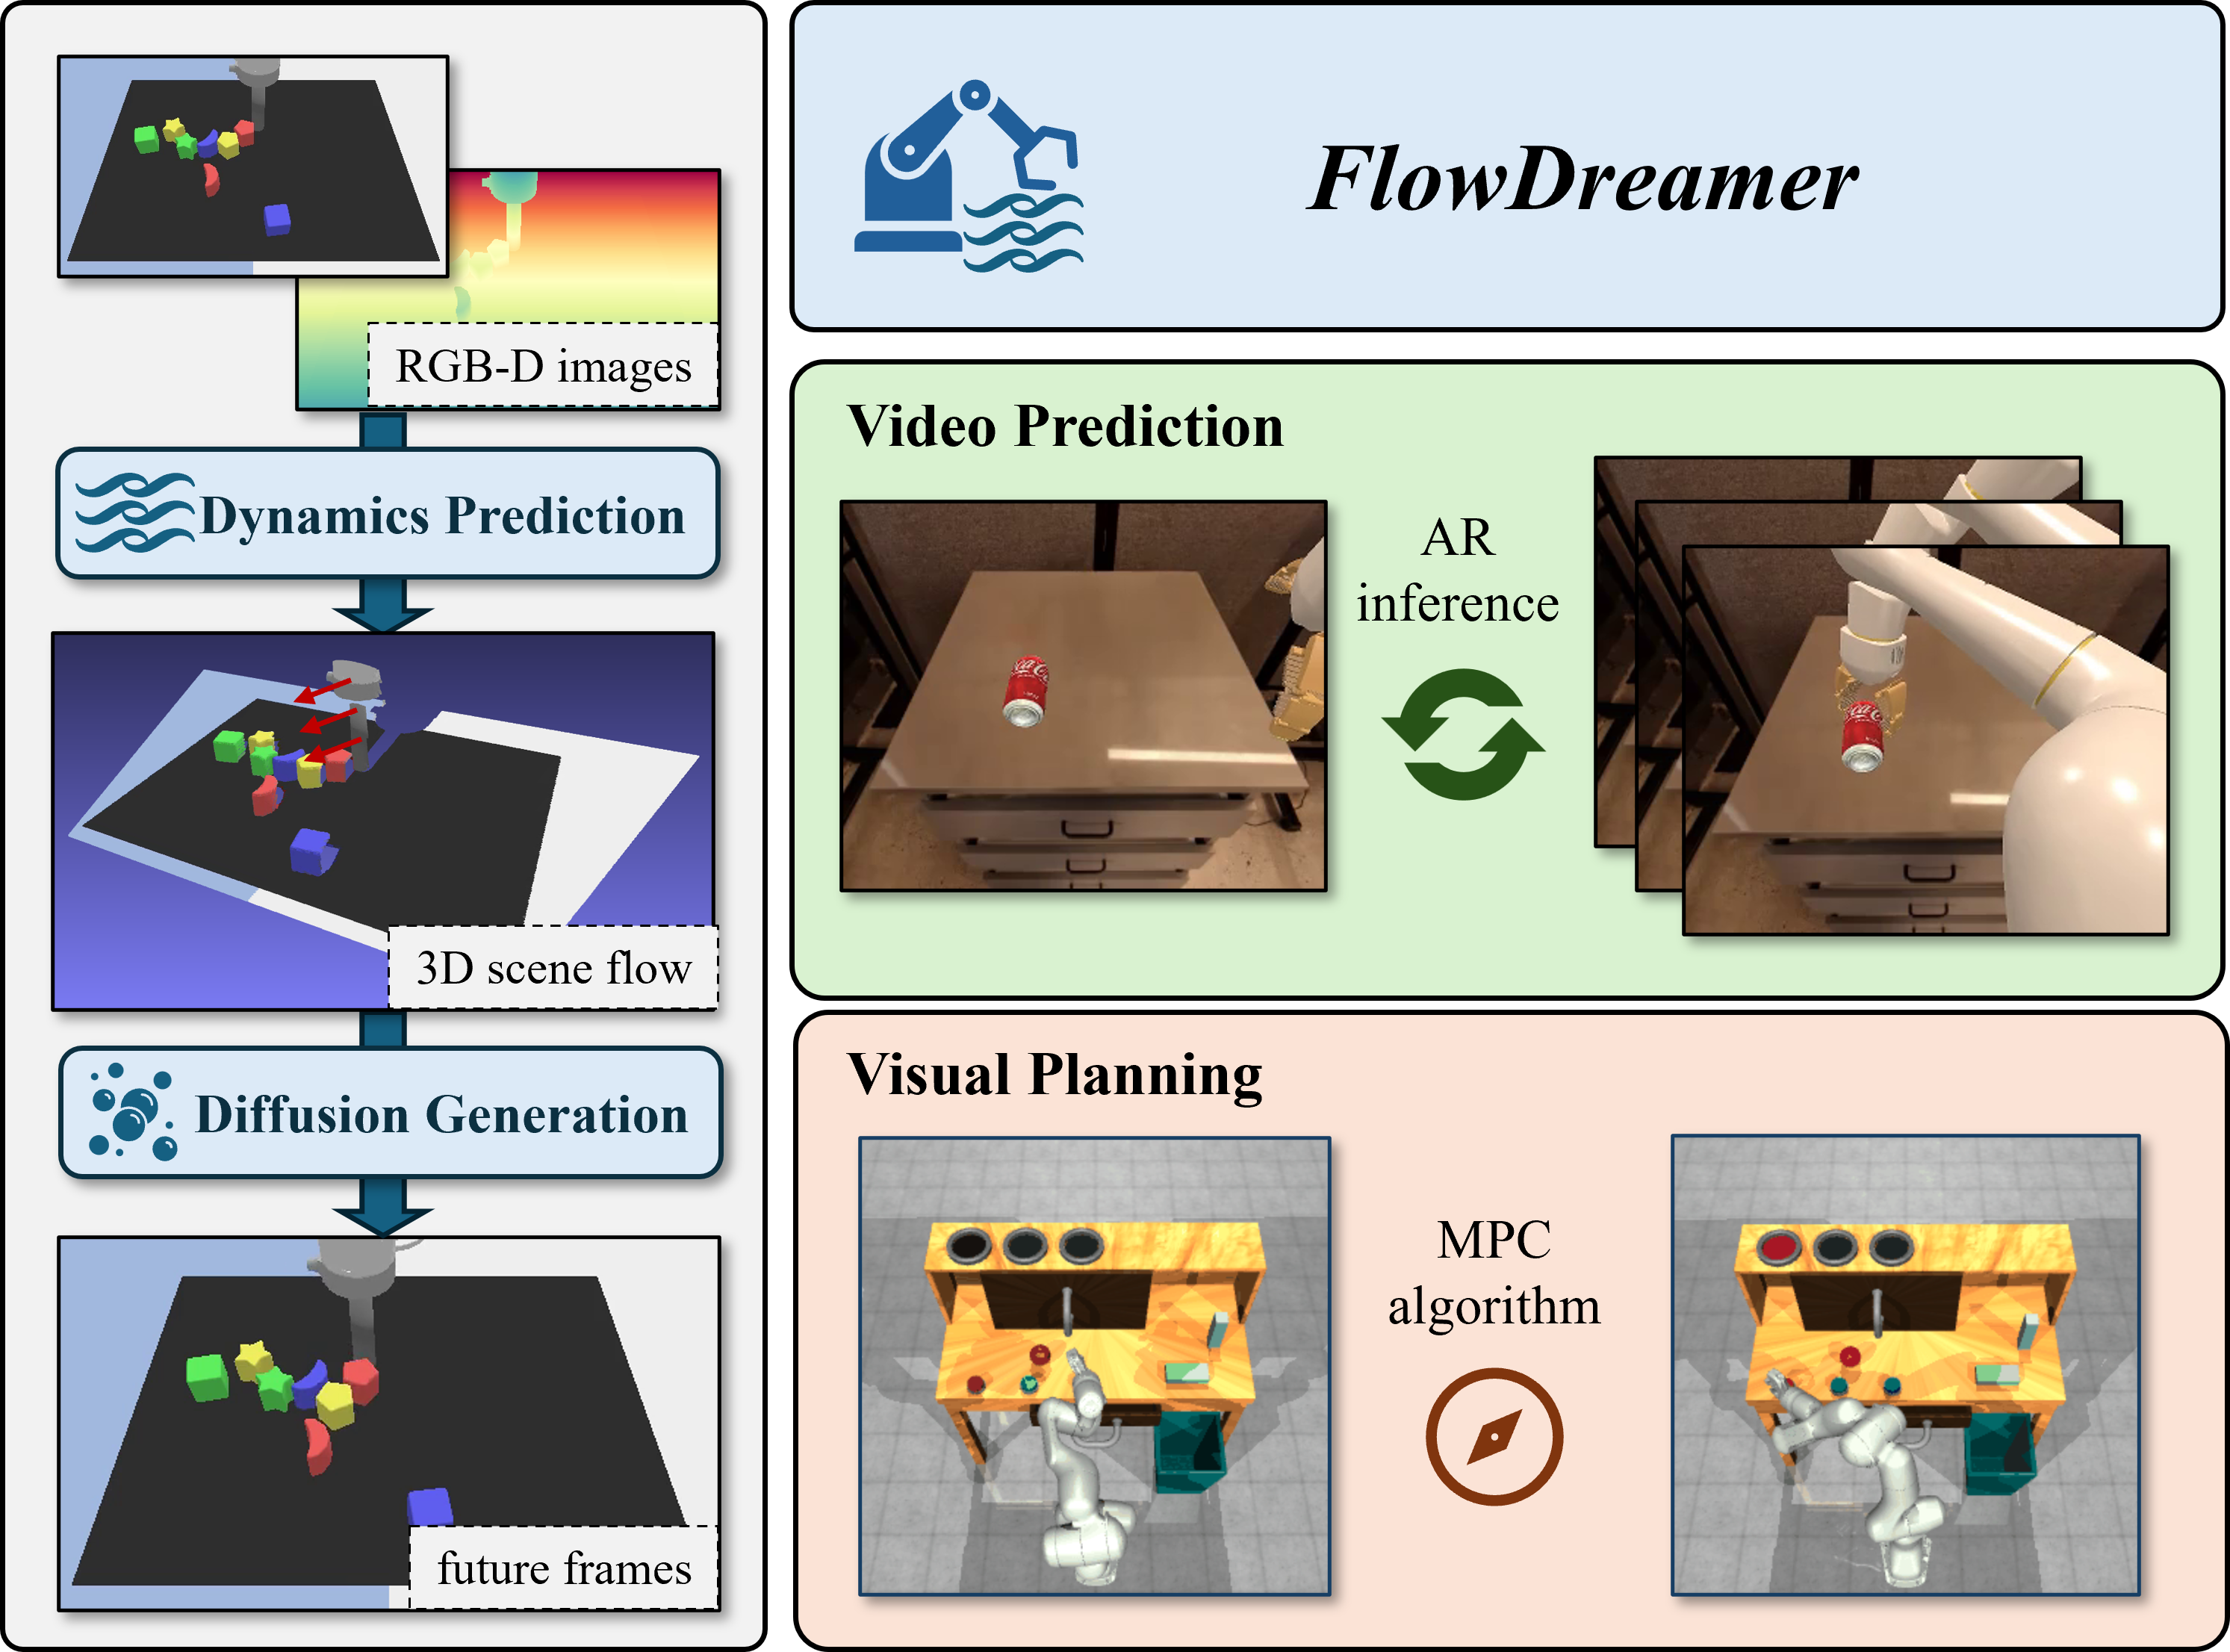 RGB-D images
Dynamics Prediction
3D scene flow
Diffusion Generation
future frames
FlowDreamer
Video Prediction
AR
inference
Visual Planning
MPC
algorithm